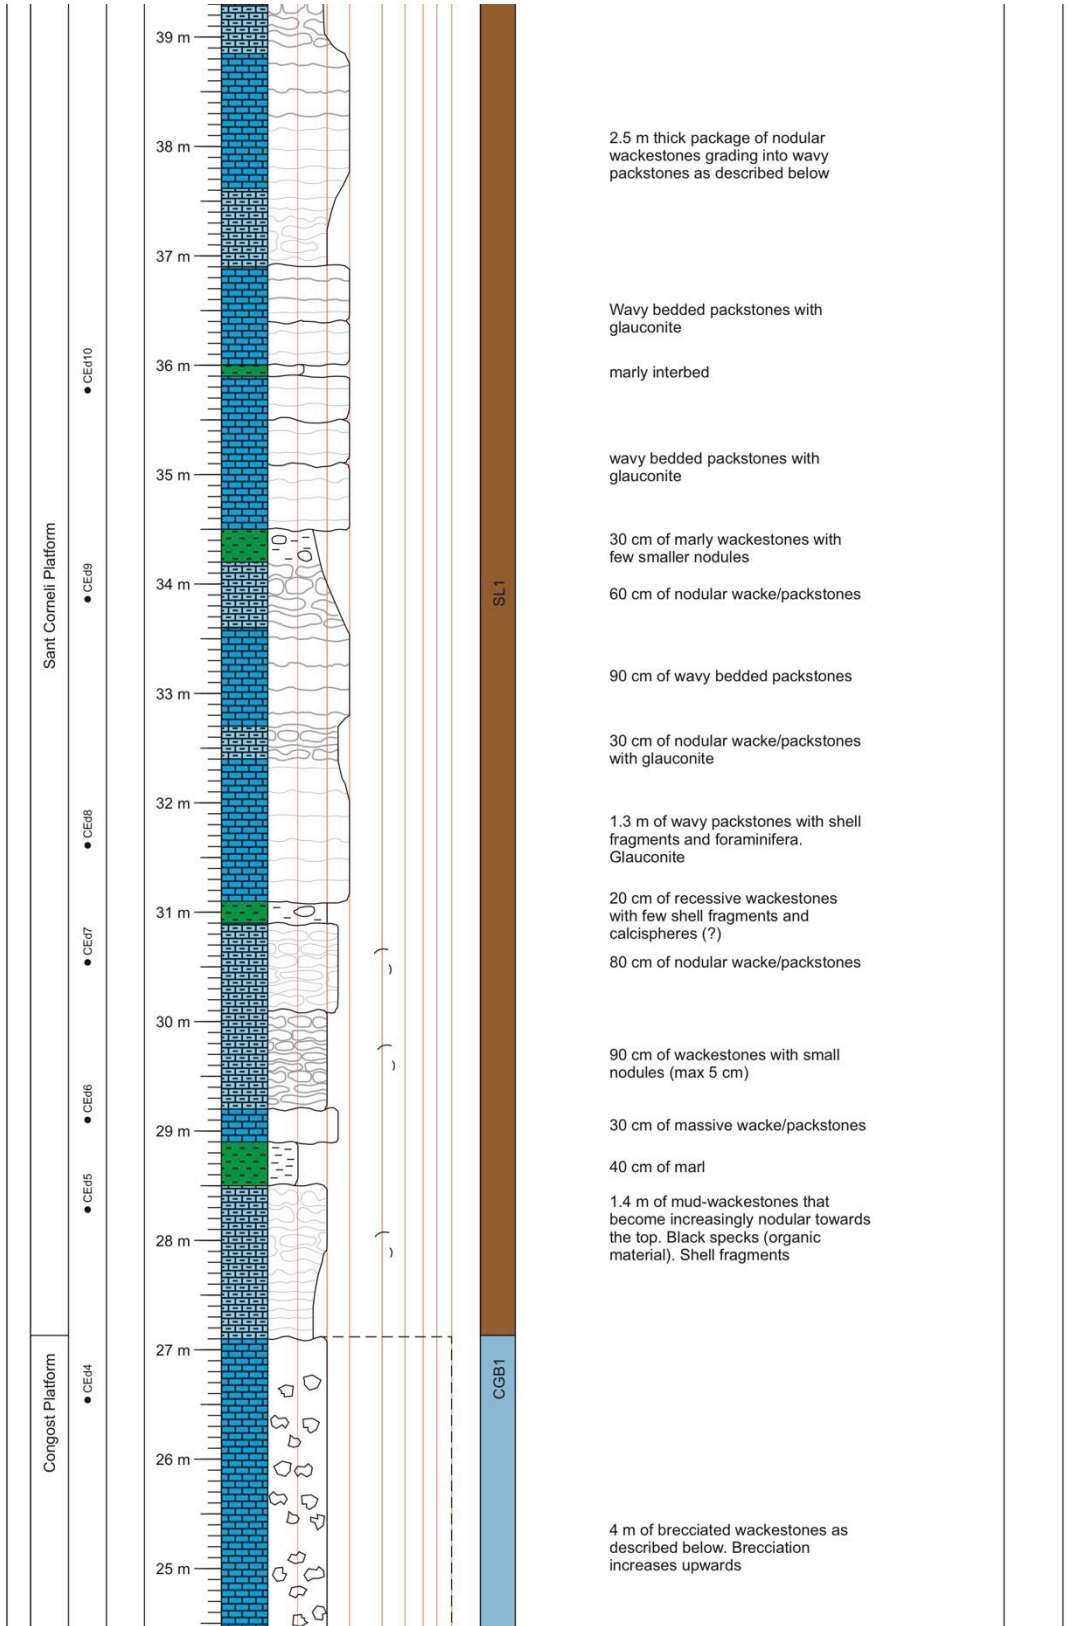 39 m
38 m
2.5 m thick package of nodular
wackestones grading into wavy
packstones as described below
37 m
Wavy bedded packstones with
glauconite
36 m
CEd10
marly interbed
wavy bedded packstones with
glauconite
35 m
30 cm of marly wackestones with
few smaller nodules
Sant Corneli Platform
34 m
CEd9
SL1
60 cm of nodular wacke/packstones
33 m
90 cm of wavy bedded packstones
30 cm of nodular wacke/packstones
with glauconite
32 m
CEd8
1.3 m of wavy packstones with shell
fragments and foraminifera.
Glauconite
31 m
20 cm of recessive wackestones
with few shell fragments and
calcispheres (?)
CEd7
80 cm of nodular wacke/packstones
30 m
90 cm of wackestones with small
nodules (max 5 cm)
CEd6
29 m
30 cm of massive wacke/packstones
40 cm of marl
CEd5
1.4 m of mud-wackestones that
become increasingly nodular towards
the top. Black specks (organic
material). Shell fragments
28 m
27 m
Congost Platform
CEd4
CGB1
26 m
25 m
4 m of brecciated wackestones as
described below. Brecciation
increases upwards